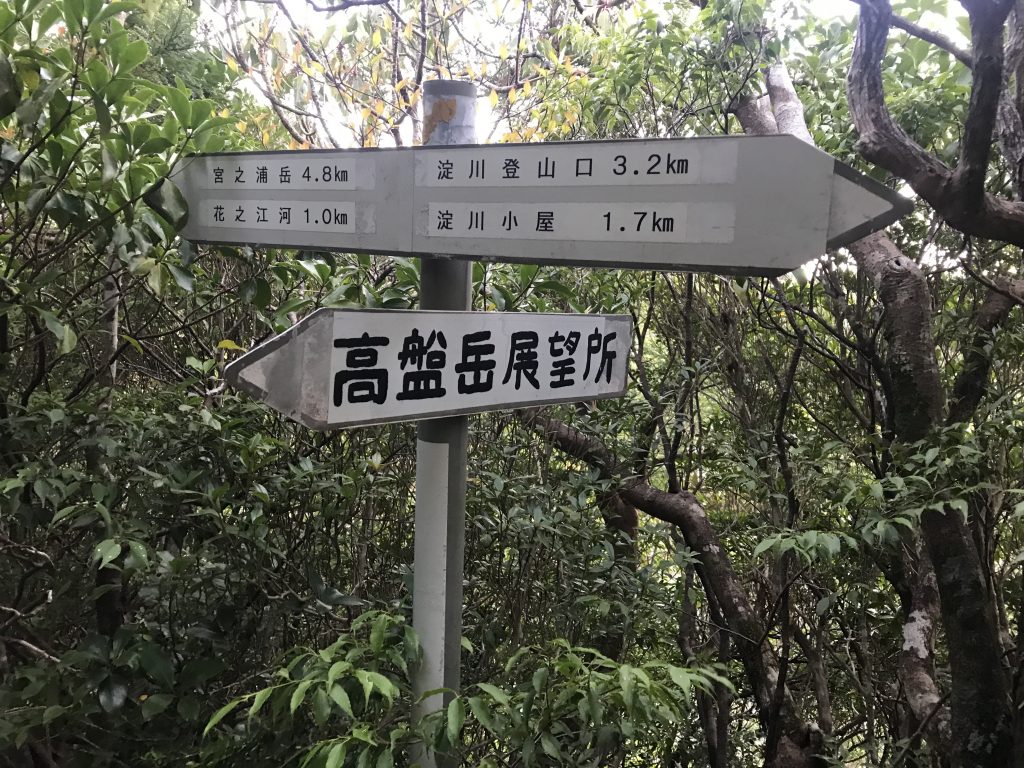 宮之浦岳 4.8km
花之江河 1.0km
淀川登山口 3.2km
淀川小屋 1.7km
高盤岳展望所